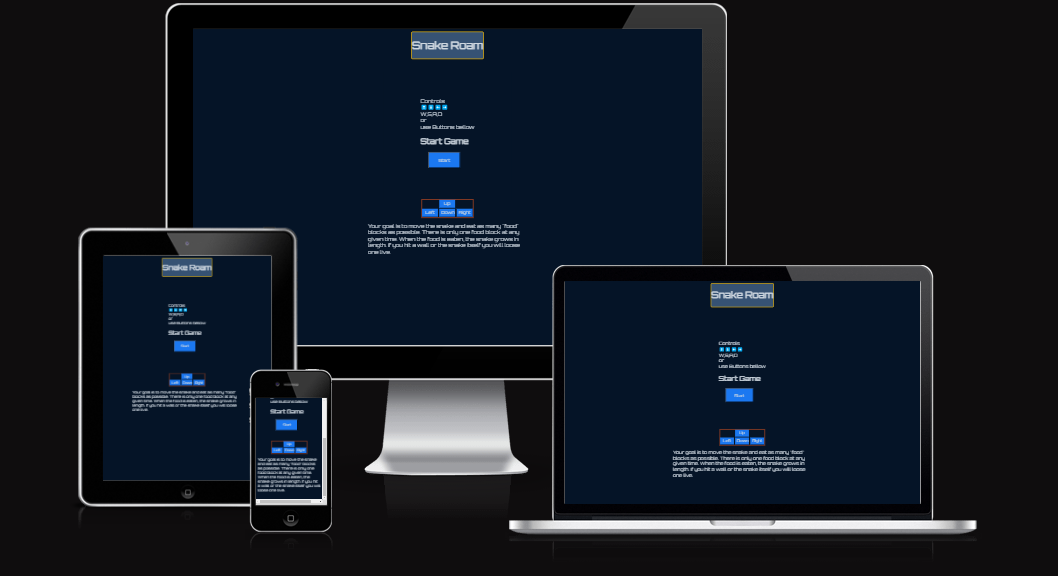 Snake Roam
Controls
W,S,A,D
or
use Buttons bellow
Start Game
Start
Up
Left Down Right
Your goal is to move the snake and eat as many 'food'
blocks as possible. There is only one food block at any
given time. When the food is eaten, the snake grows in
length. If you hit a wall or the snake itself you will loose
one live.
Snake Roam
Controls
W,S,A,D
or
use Buttons bellow
Start Game
Start
Up
Left Down Right
Your goal is to move the snake and eat as many 'food'
blocks as possible. There is only one food block at any
given time. When the food is eaten, the snake grows in
length. If you hit a wall or the snake itself you will loose
one live.
use Buttons bellow
Start Game
Start
Up
Left Down Right
Your goal is to move the snake
and eat as many 'food' blocks
as possible. There is only one
food block at any given time.
When the food is eaten, the
snake grows in length. If you hit
a wall or the snake itself you will
loose one live.
Snake Roam
Controls
W,S,A,D
or
use Buttons bellow
Start Game
Start
Up
Left Down Right
Your goal is to move the snake and eat as many 'food'
blocks as possible. There is only one food block at any
given time. When the food is eaten, the snake grows in
length. If you hit a wall or the snake itself you will loose
one live.